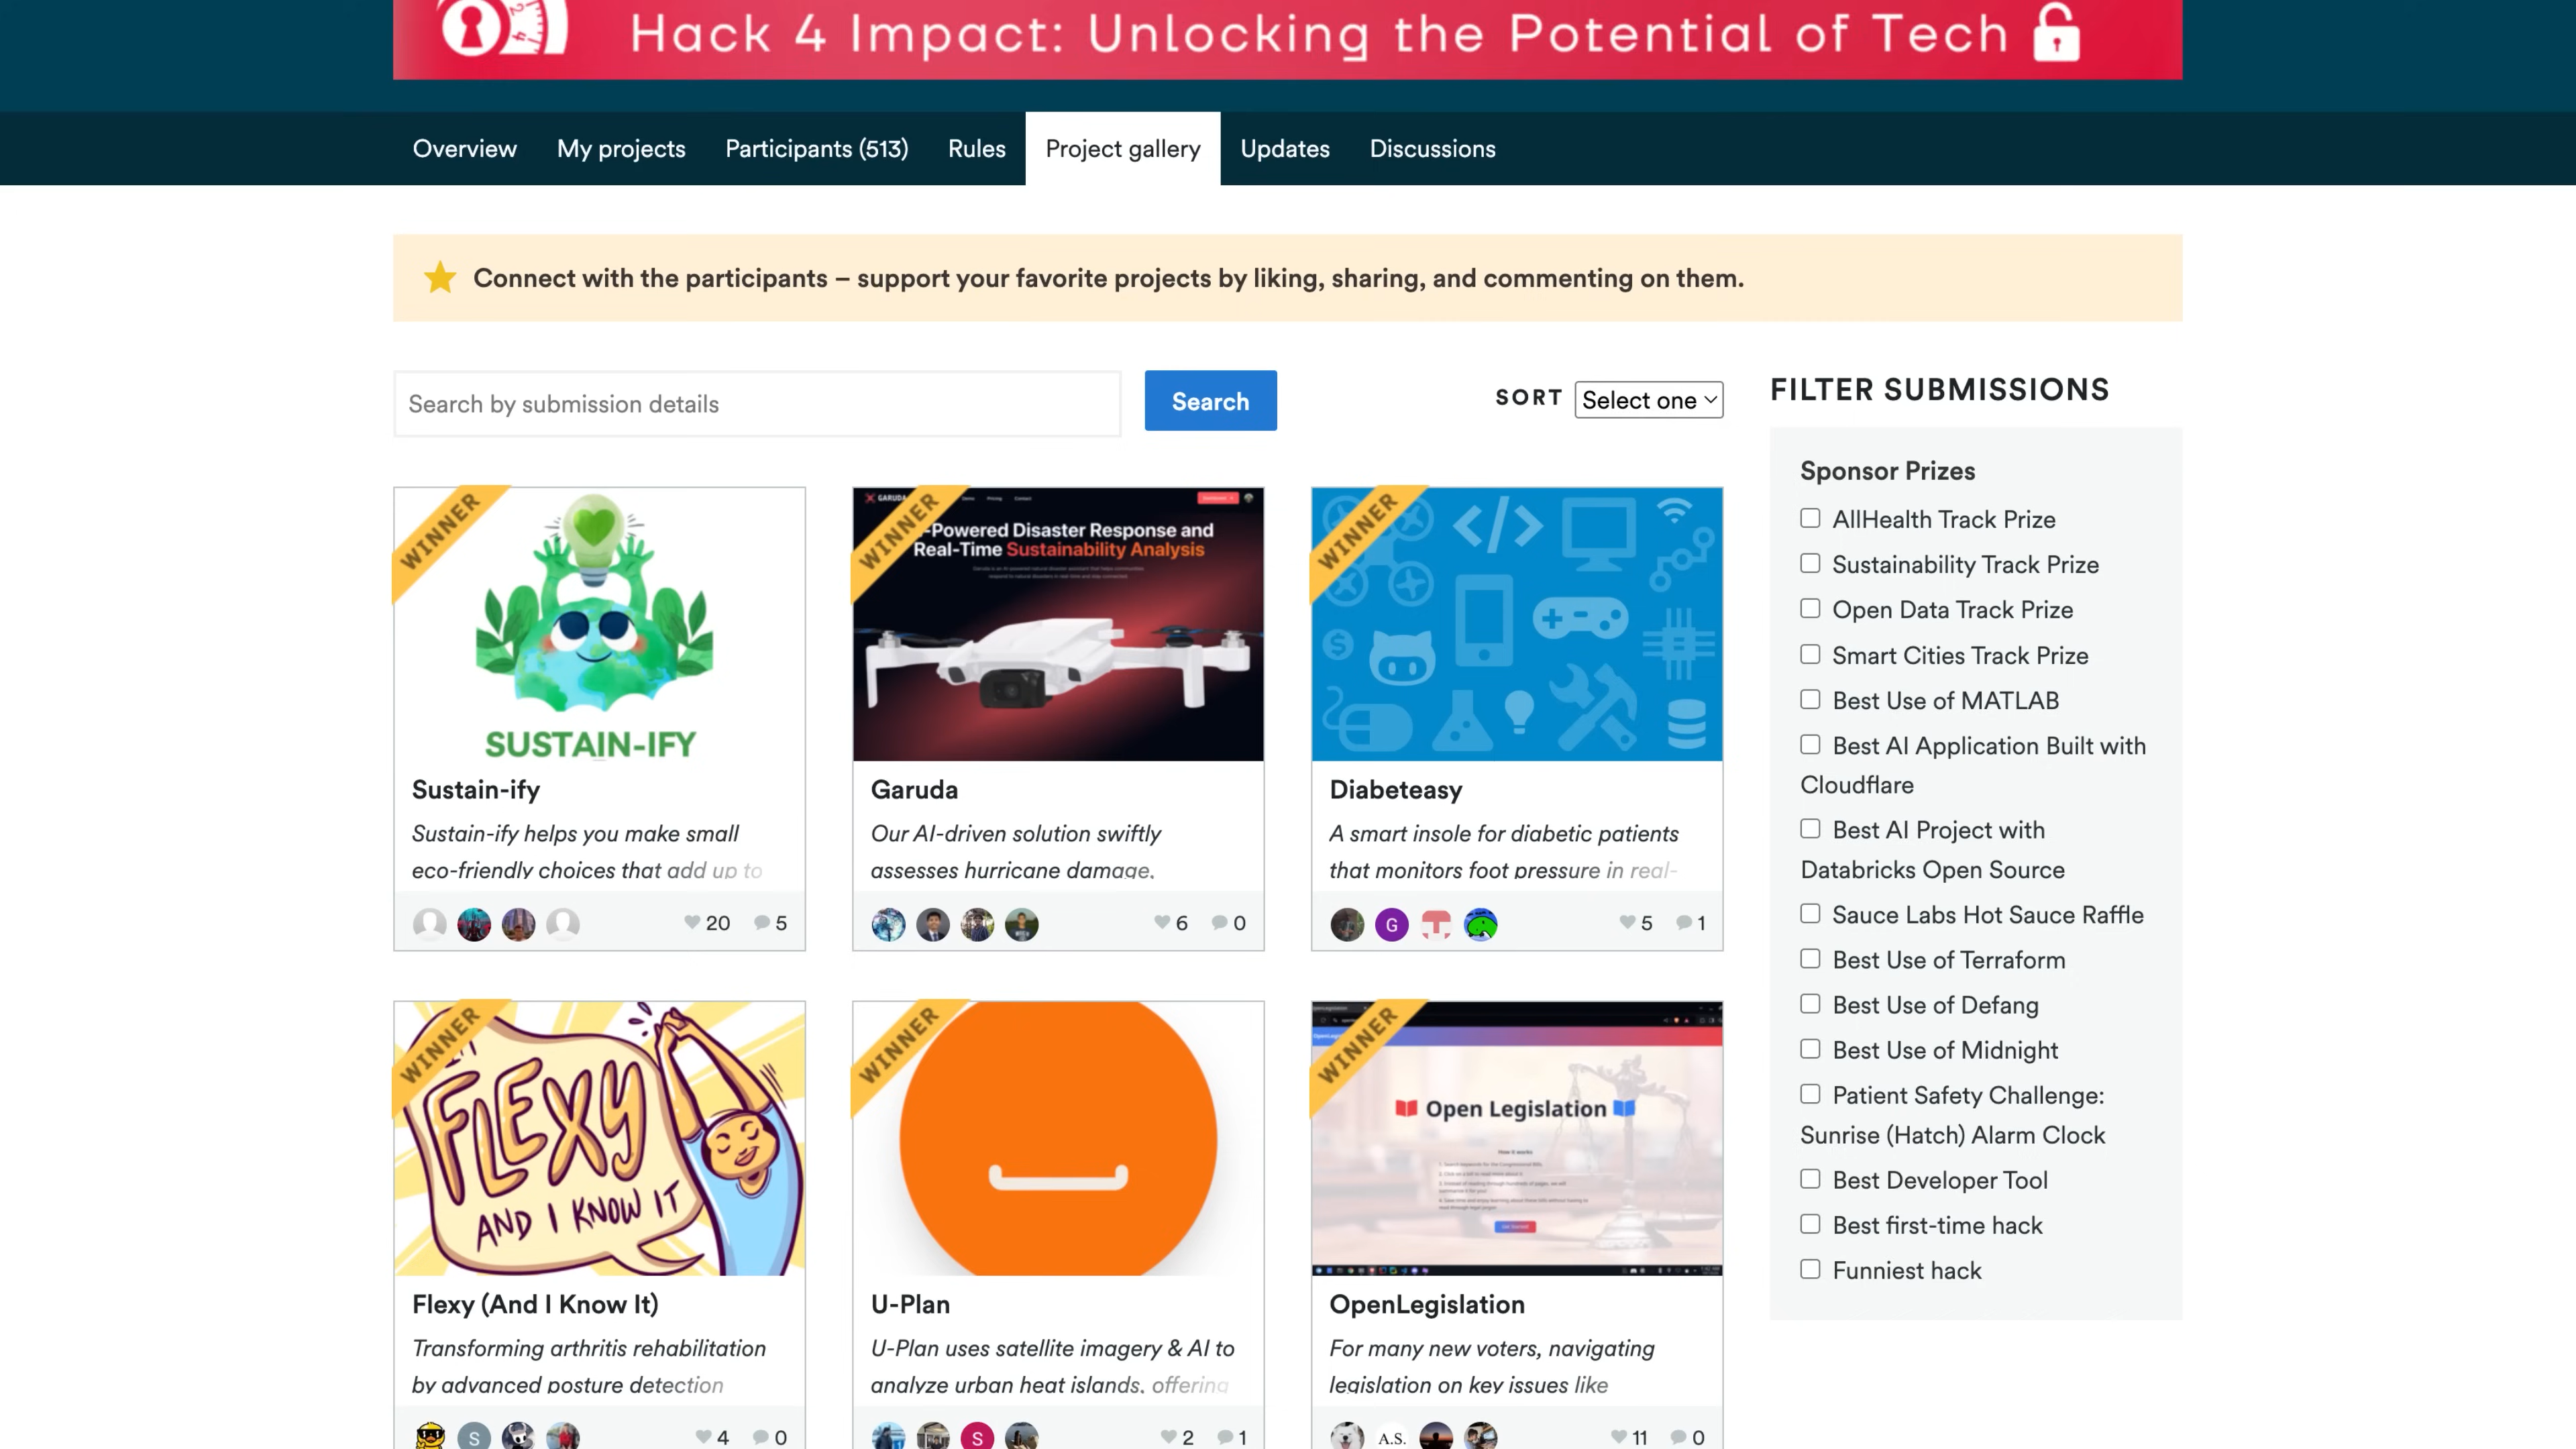 Hack 4 Impact: Unlocking the Potential of Tech
Overview My projects Participants (513) Rules Project gallery Updates Discussions
Connect with the participants – support your favorite projects by liking, sharing, and commenting on them.
Search by submission details
Search
SORT
Select one
FILTER SUBMISSIONS
Sponsor Prizes
AllHealth Track Prize
Sustainability Track Prize
Open Data Track Prize
Smart Cities Track Prize
Best Use of MATLAB
Best AI Application Built with
Cloudflare
Best AI Project with
Databricks Open Source
Sauce Labs Hot Sauce Raffle
Best Use of Terraform
Best Use of Defang
Best Use of Midnight
Patient Safety Challenge:
Sunrise (Hatch) Alarm Clock
Best Developer Tool
Best first-time hack
Funniest hack
WINNER
SUSTAIN-IFY
Sustain-ify
Sustain-ify helps you make small
eco-friendly choices that add up to
20 5
WINNER
GARUDA
Pricing Contact
-Powered Disaster Response and
Real-Time Sustainability Analysis
Garuda
Our AI-driven solution swiftly
assesses hurricane damage,
6 0
WINNER
Diabeteasy
A smart insole for diabetic patients
that monitors foot pressure in real-
G
5 1
WINNER
FLEXY
AND I KNOW IT
Flexy (And I Know It)
Transforming arthritis rehabilitation
by advanced posture detection
S
4 0
WINNER
U-Plan
U-Plan uses satellite imagery & AI to
analyze urban heat islands, offering
S
2 1
WINNER
Open Legislation
How it works
Get Started
OpenLegislation
For many new voters, navigating
legislation on key issues like
A.S.
11 0